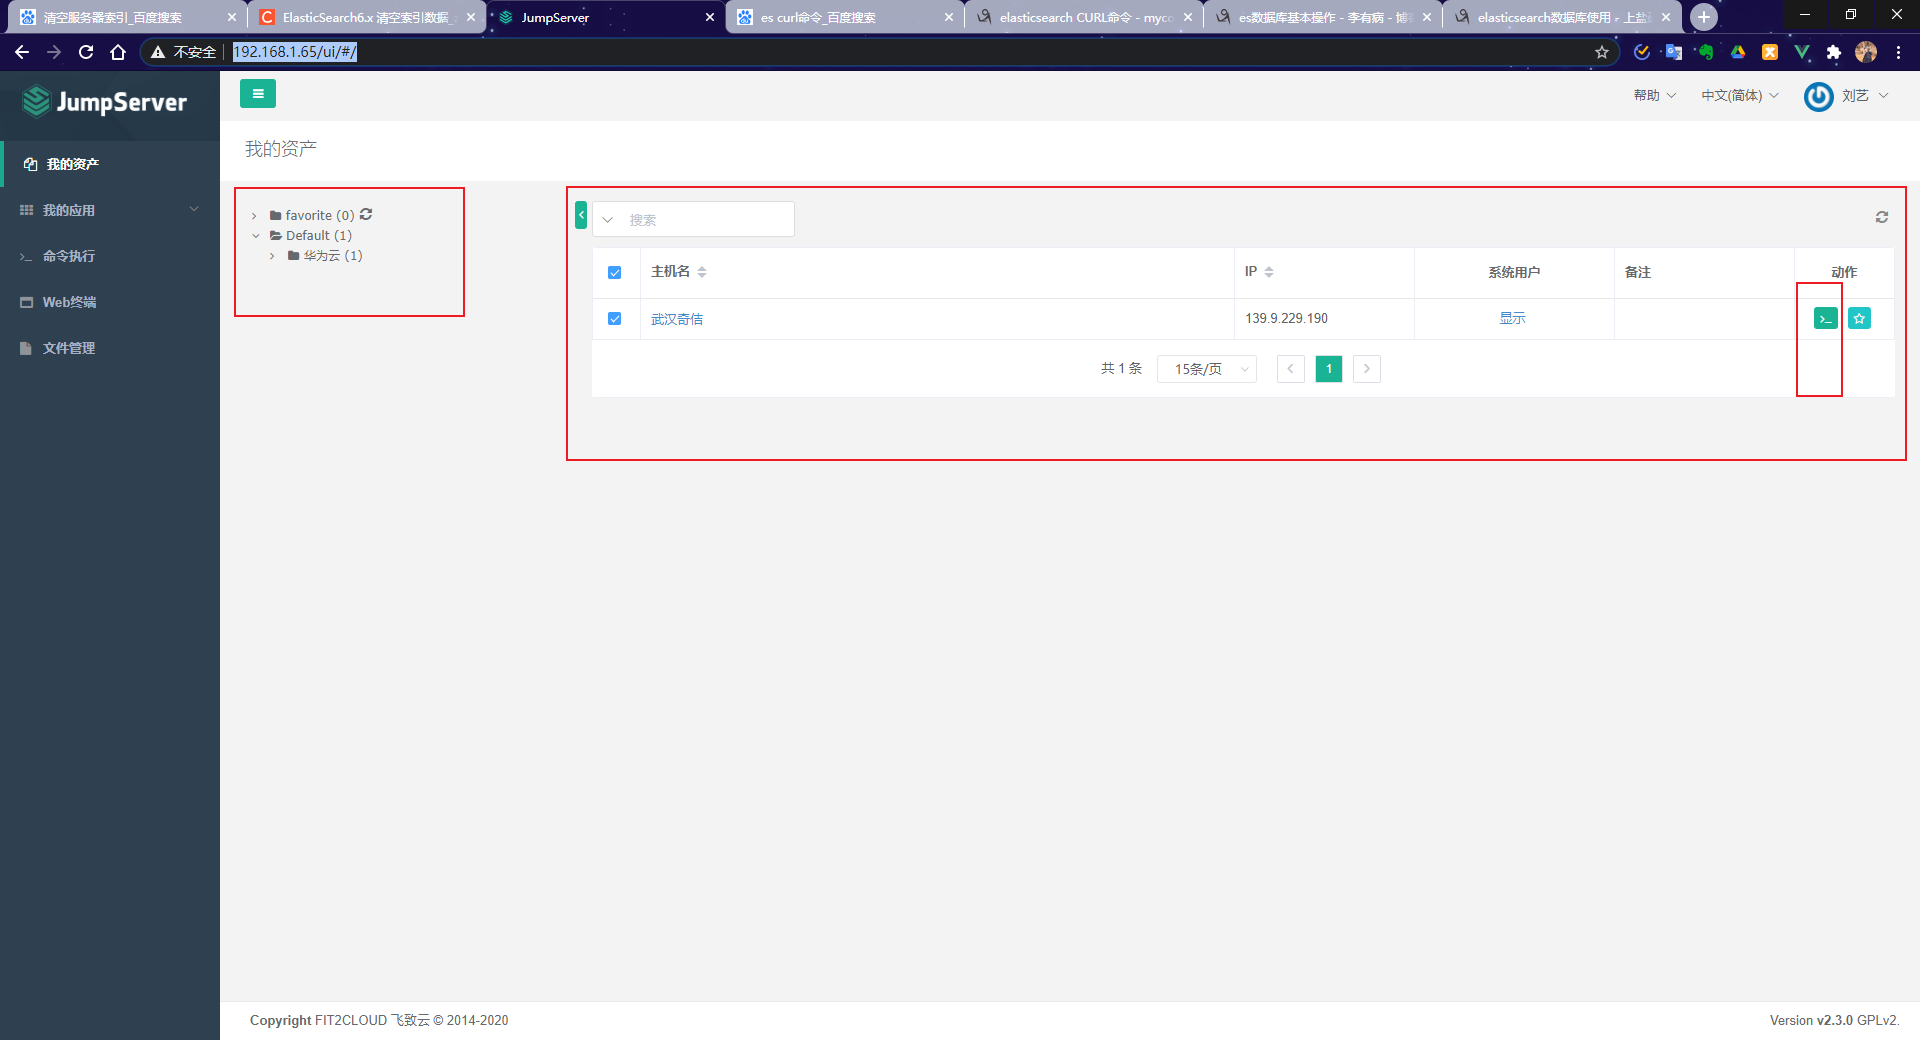 清空服务器索引_百度搜索
ElasticSearch6.x 清空索引数据_
JumpServer
es curl命令_百度搜索
elasticsearch CURL命令 - myco
es数据库基本操作 - 李有病 - 博
elasticsearch数据库使用 - 上盐
不安全
192.168.1.65/ui/#/
JumpServer
帮助
中文(简体)
刘艺
我的资产
我的应用
命令执行
Web终端
文件管理
我的资产
favorite (0)
Default (1)
华为云 (1)
搜索
主机名
IP
系统用户
备注
动作
武汉奇佶
139.9.229.190
显示
共 1 条
15条/页
1
Copyright FIT2CLOUD 飞致云 © 2014-2020
Version v2.3.0 GPLv2.